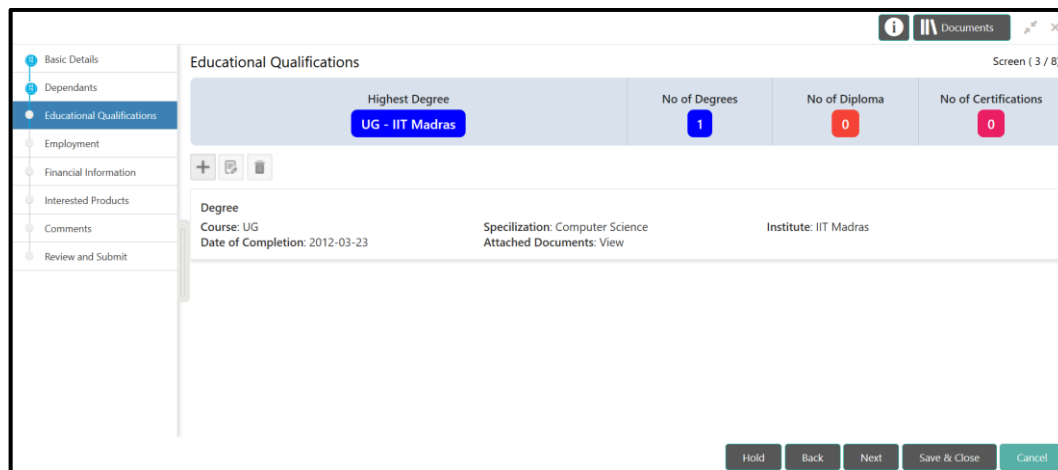 Documents
Basic Details
Dependants
Educational Qualifications
Employment
Financial Information
Interested Products
Comments
Review and Submit
Educational Qualifications
Screen ( 3 / 8)
Highest Degree
UG - IIT Madras
No of Degrees
1
No of Diploma
0
No of Certifications
0
Degree
Course: UG
Specilization: Computer Science
Institute: IIT Madras
Date of Completion: 2012-03-23
Attached Documents: View
Hold
Back
Next
Save & Close
Cancel